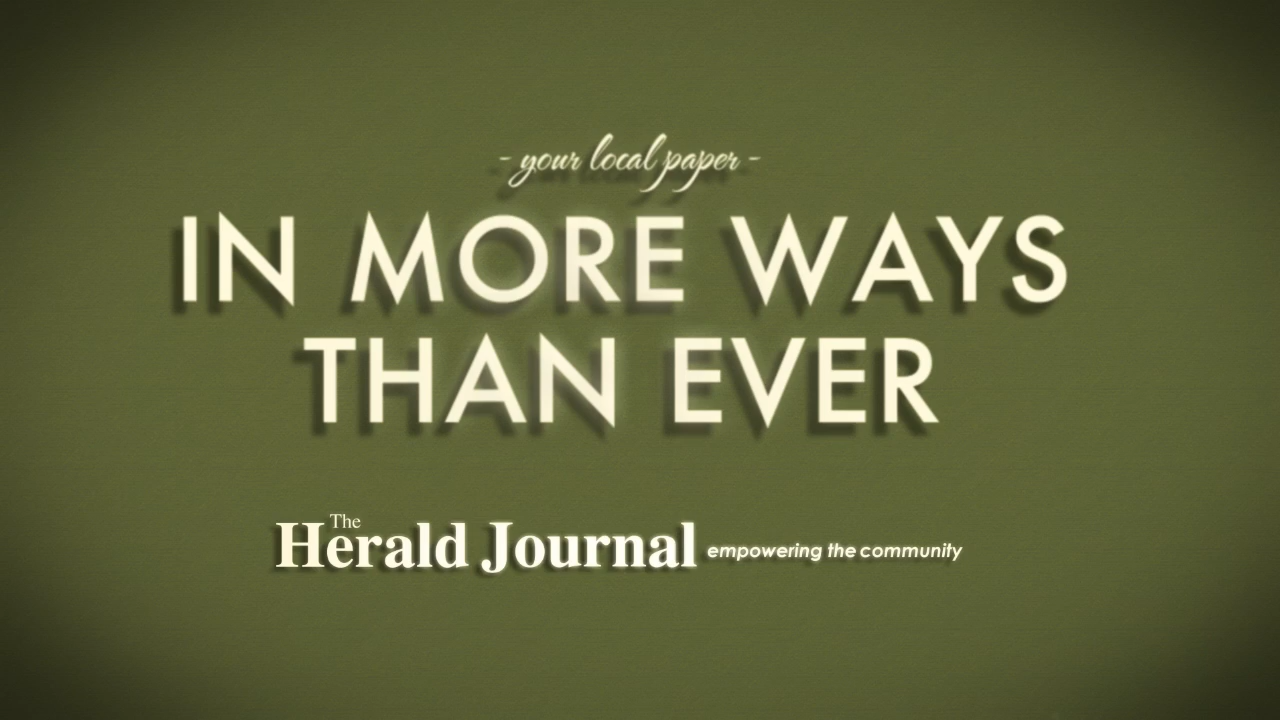 - your local paper -
IN MORE WAYS
THAN EVER
The Herald Journal empowering the community